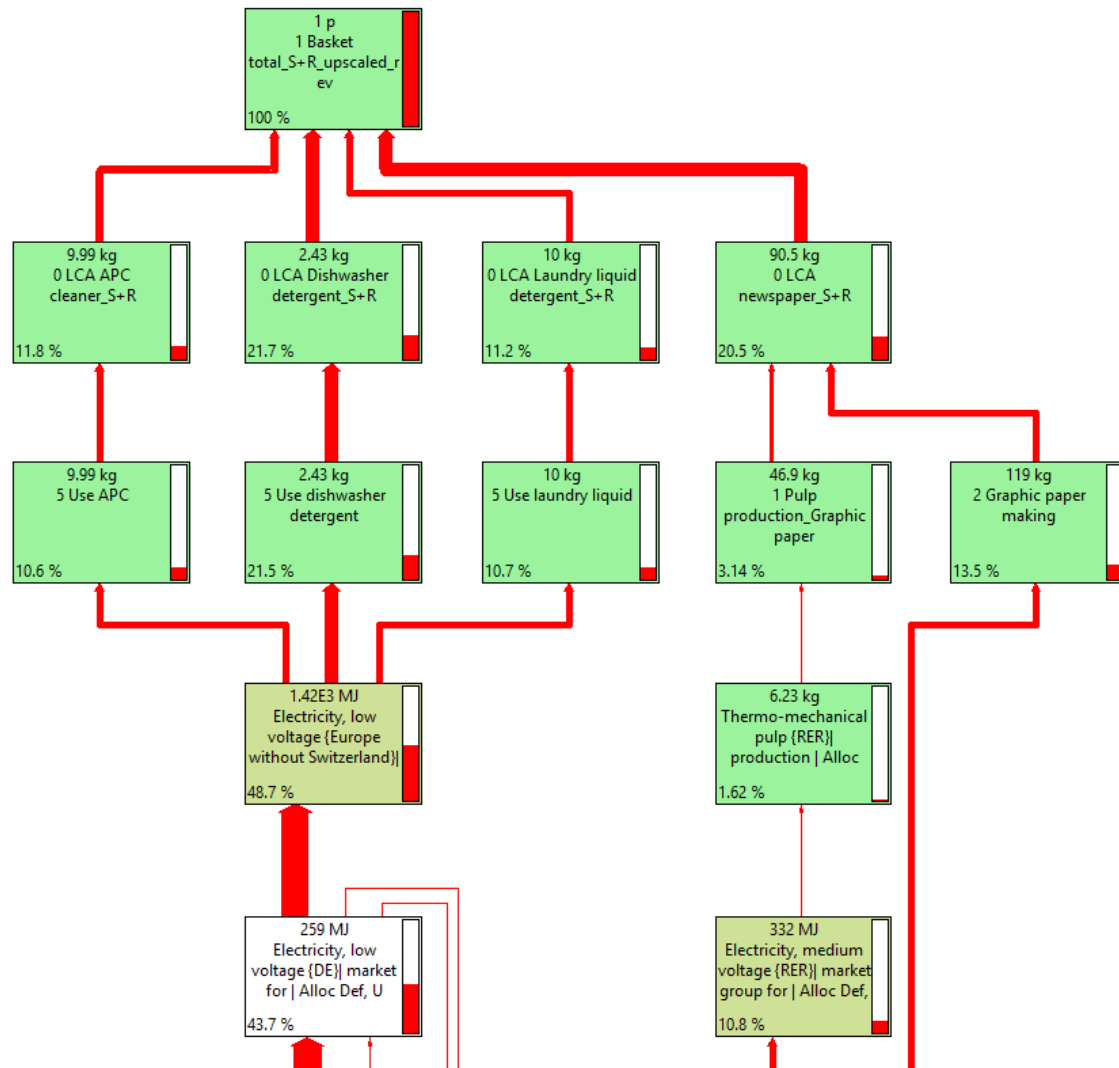 1 p
1 Basket
total_S+R_upscaled_r
ev
100 %
9.99 kg
0 LCA APC
cleaner_S+R
11.8 %
2.43 kg
0 LCA Dishwasher
detergent_S+R
21.7 %
10 kg
0 LCA Laundry liquid
detergent_S+R
11.2 %
90.5 kg
0 LCA
newspaper_S+R
20.5 %
9.99 kg
5 Use APC
10.6 %
2.43 kg
5 Use dishwasher
detergent
21.5 %
10 kg
5 Use laundry liquid
10.7 %
46.9 kg
1 Pulp
production_Graphic
paper
3.14 %
119 kg
2 Graphic paper
making
13.5 %
1.42E3 MJ
Electricity, low
voltage {Europe
without Switzerland}|
48.7 %
6.23 kg
Thermo-mechanical
pulp {RER}|
production | Alloc
1.62 %
259 MJ
Electricity, low
voltage {DE}| market
for | Alloc Def, U
43.7 %
332 MJ
Electricity, medium
voltage {RER}| market
group for | Alloc Def,
10.8 %